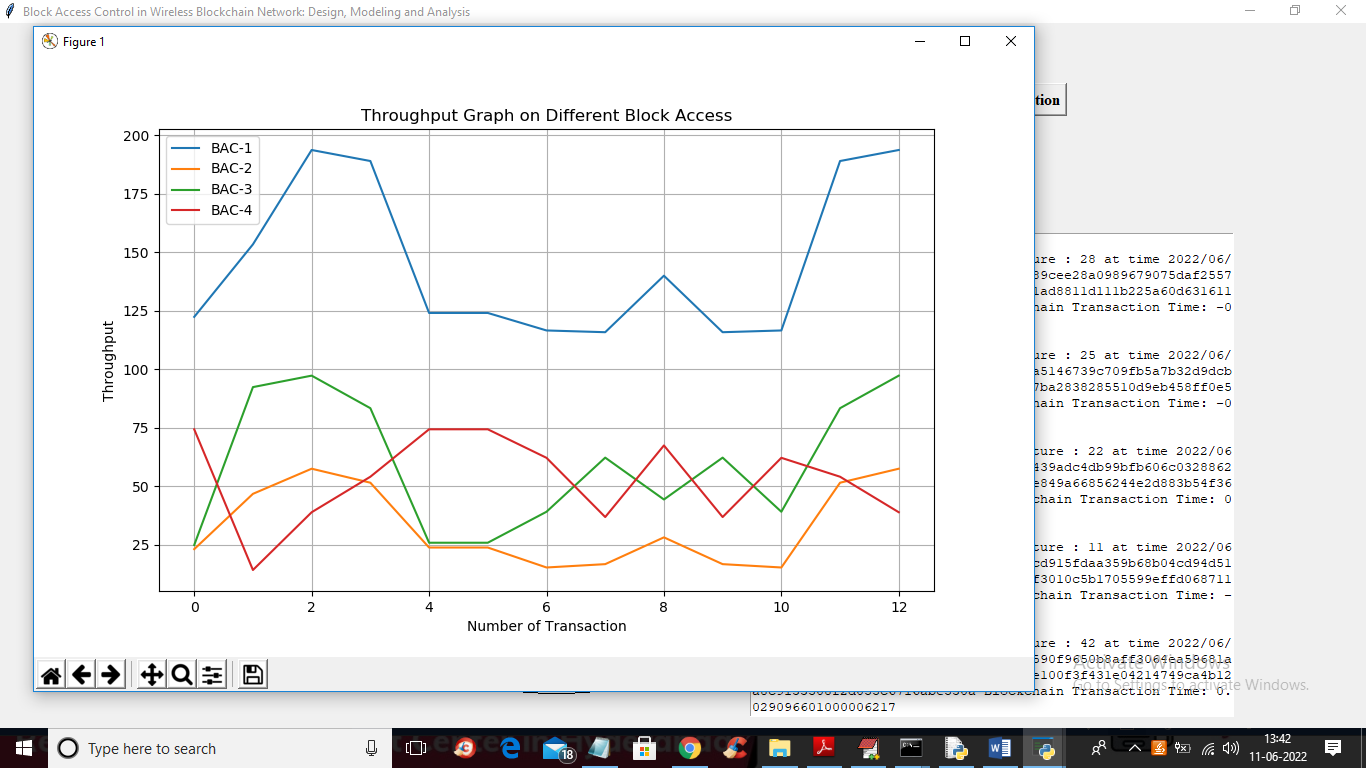 Block Access Control in Wireless Blockchain Network: Design, Modeling and Analysis
Figure 1
tion
Throughput Graph on Different Block Access
200
175
150
125
100
75
50
25
Throughput
BAC-1
BAC-2
BAC-3
BAC-4
0 2 4 6 8 10 12
Number of Transaction
ure : 28 at time 2022/06/
89cee28a0989679075daf2557
1ad8811d111b225a60d631611
hain Transaction Time: -0
ure : 25 at time 2022/06/
a5146739c709fb5a7b32d9dcb
7ba2838285510d9eb458ff0e5
hain Transaction Time: -0
ture : 22 at time 2022/06
439adc4db99bfb606c0328862
e849a66856244e2d883b54f36
chain Transaction Time: 0
ture : 11 at time 2022/06
cd915fdaa359b68b04cd94d51
f3010c5b1705599effd068711
chain Transaction Time: -
ure : 42 at time 2022/06/
590f9650b8aff3064ea59681a
e100f3f431e04214749ca4b12
Blockchain Transaction Time: 0.
029096601000006217
Activate Windows
Go to Settings to activate Windows.
Type here to search
18
13:42
11-06-2022